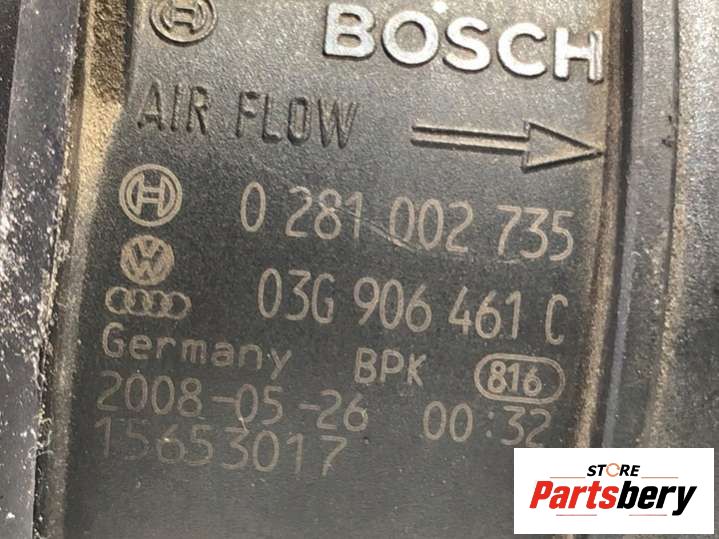 BOSCH
AIR FLOW
0 281 002 735
03G 906 461 C
Germany BPK 816
2008-05-26 00:32
15653017
STORE
Partsbery